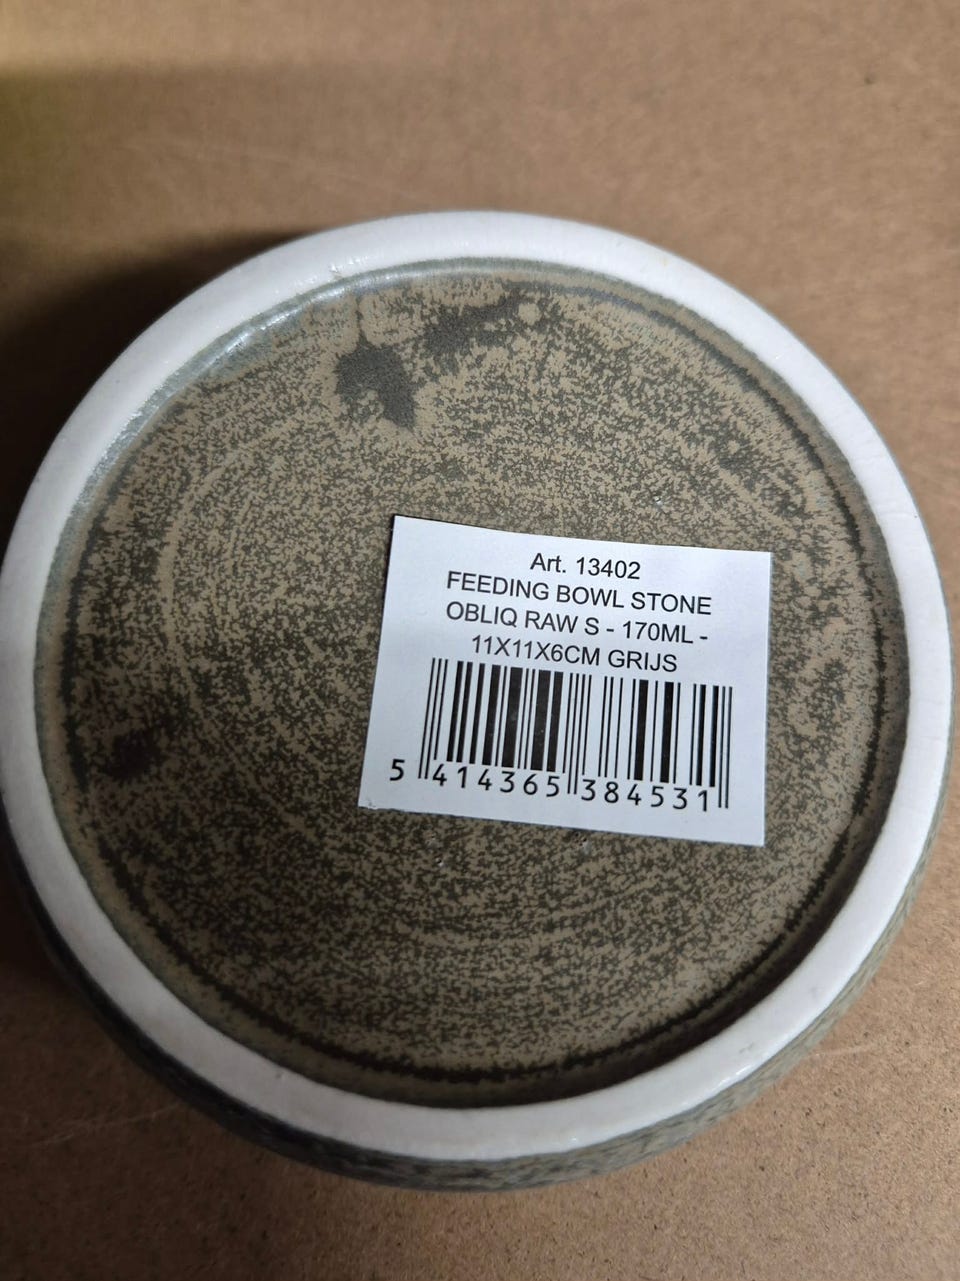 Art. 13402
FEEDING BOWL STONE
OBLIQ RAW S - 170ML -
11X11X6CM GRIJS
5 414365 384531